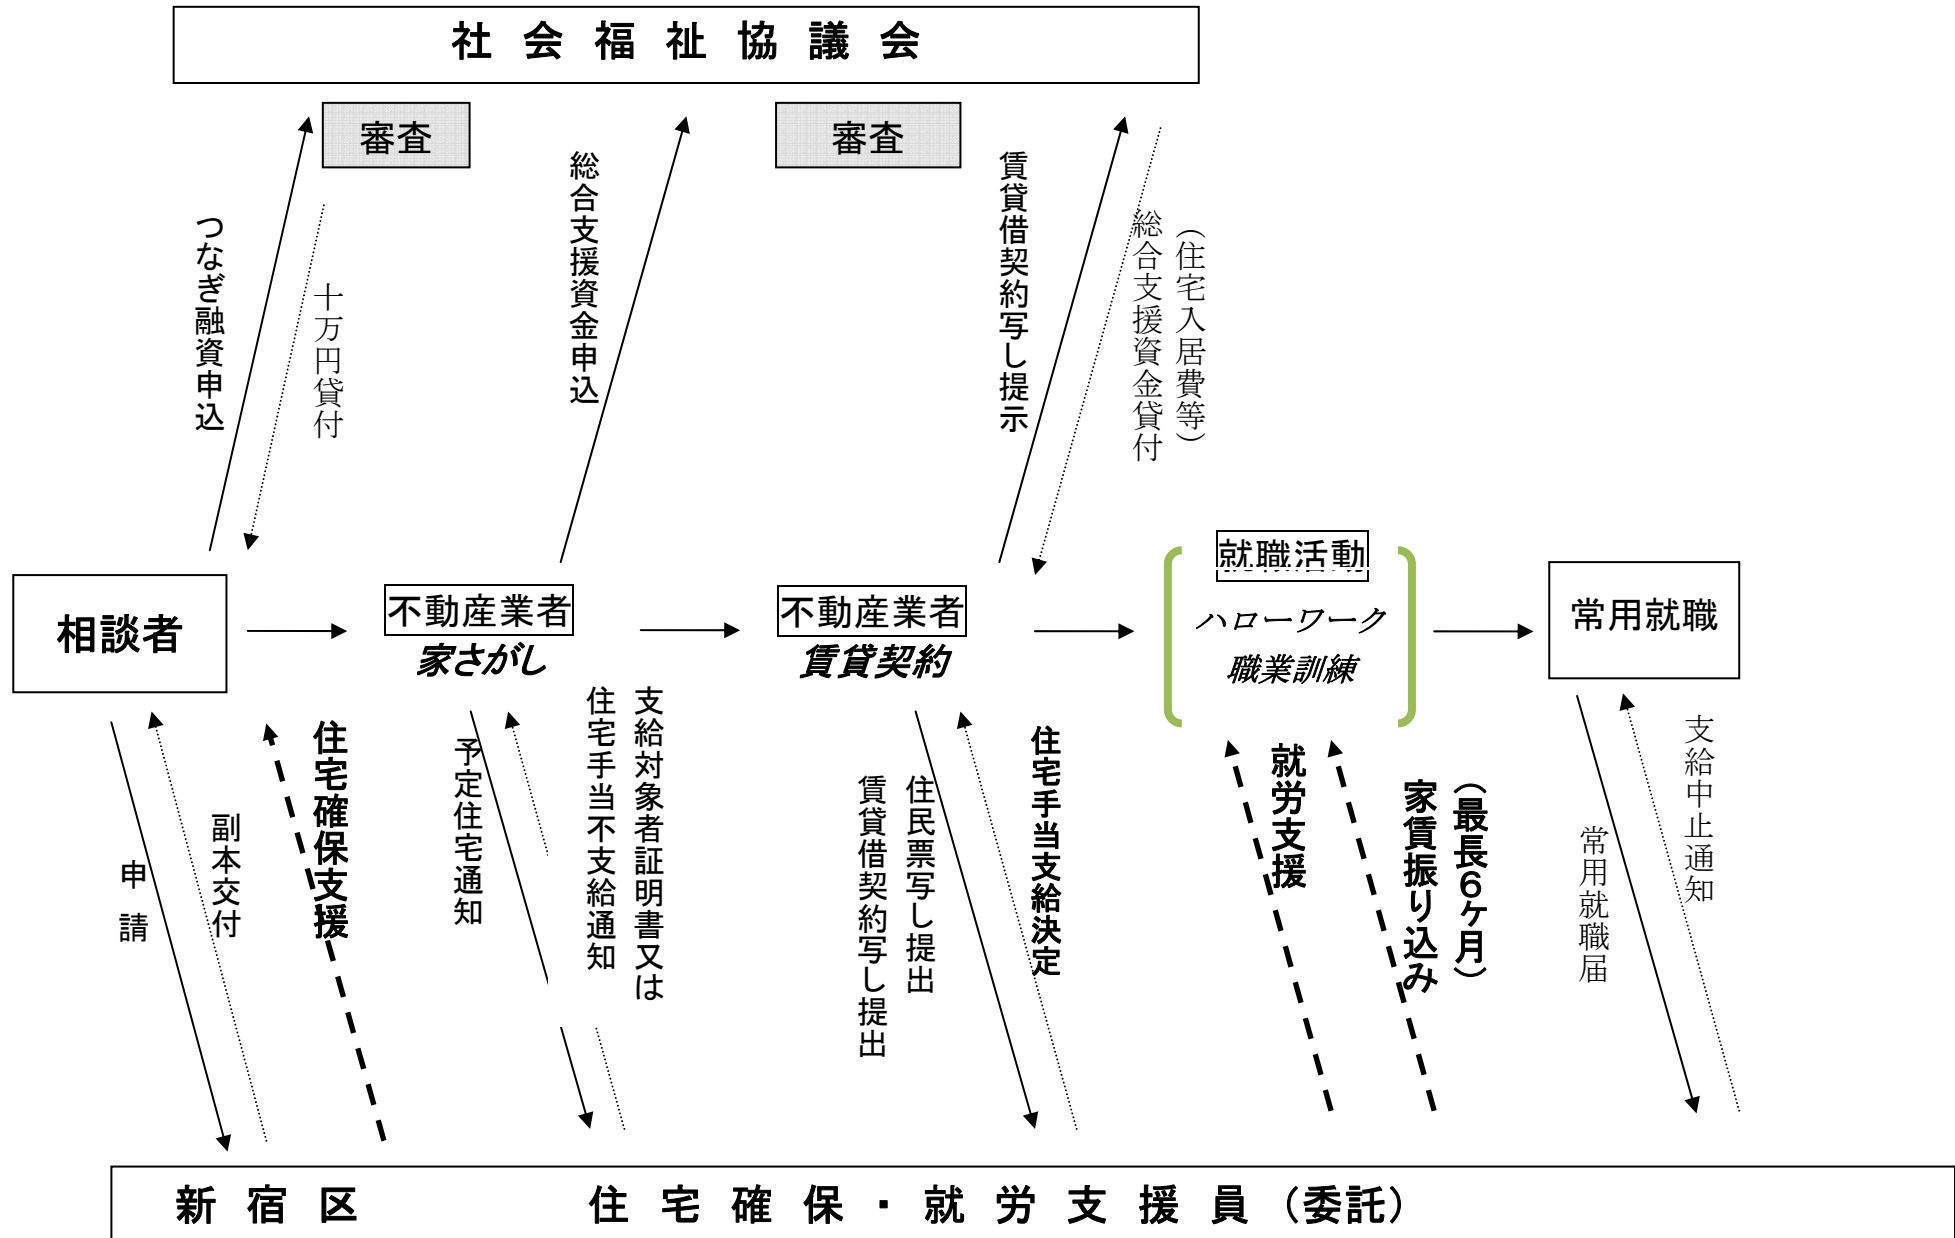 社会福祉協議会
審査
審査
つなぎ融資申込
十万円貸付
総合支援資金申込
賃貸借契約写し提示
（住宅入居費等）
総合支援資金貸付
相談者
不動産業者
家さがし
不動産業者
賃貸契約
就職活動
ハローワーク
職業訓練
常用就職
申請
副本交付
住宅確保支援
予定住宅通知
支給対象者証明書又は
住宅手当不支給通知
住民票写し提出
賃貸借契約写し提出
住宅手当支給決定
就労支援
（最長６ヶ月）
家賃振り込み
常用就職届
支給中止通知
新宿区　住宅確保・就労支援員（委託）